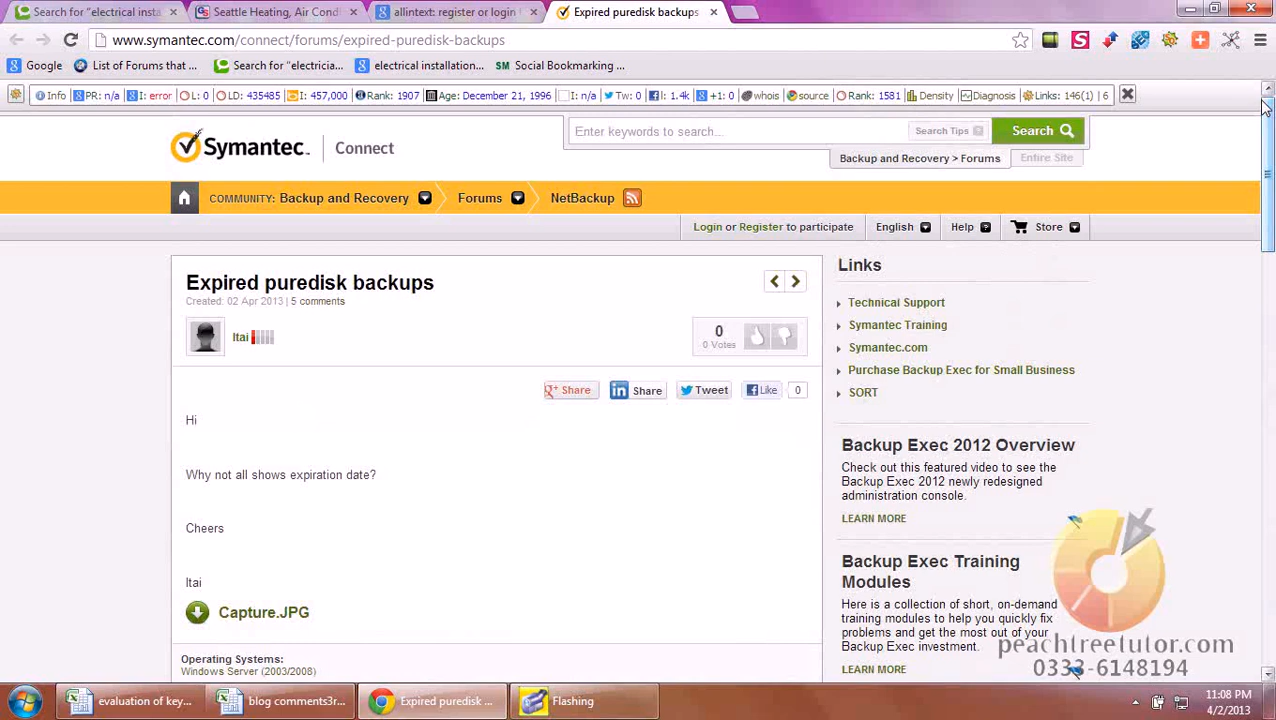 Search for "electrical insta
Seattle Heating, Air Condi
allintext: register or login f
Expired puredisk backups
www.symantec.com/connect/forums/expired-puredisk-backups
Google
List of Forums that ...
Search for "electricia...
electrical installation...
SM Social Bookmarking ...
Info PR: n/a I: error L: 0 LD: 435485 I: 457,000 Rank: 1907 Age: December 21, 1996 I: n/a Tw: 0 I: 1.4k +1: 0 whois source Rank: 1581 Density Diagnosis Links: 146(1) | 6
Symantec. Connect
Enter keywords to search...
Search Tips ?
Search
Backup and Recovery > Forums
Entire Site
COMMUNITY: Backup and Recovery Forums NetBackup
Login or Register to participate English Help ? Store
Expired puredisk backups
Created: 02 Apr 2013 | 5 comments
Itai
0
0 Votes
g+ Share in Share Tweet Like 0
Hi
Why not all shows expiration date?
Cheers
Itai
Capture.JPG
Operating Systems:
Windows Server (2003/2008)
Links
Technical Support
Symantec Training
Symantec.com
Purchase Backup Exec for Small Business
SORT
Backup Exec 2012 Overview
Check out this featured video to see the
Backup Exec 2012 newly redesigned
administration console.
LEARN MORE
Backup Exec Training
Modules
Here is a collection of short, on-demand
training modules to help you quickly fix
problems and get the most out of your
Backup Exec investment.
LEARN MORE
peachtreetutor.com
0333-6148194
evaluation of key...
blog comments3r...
Expired puredisk ...
Flashing
11:08 PM
4/2/2013